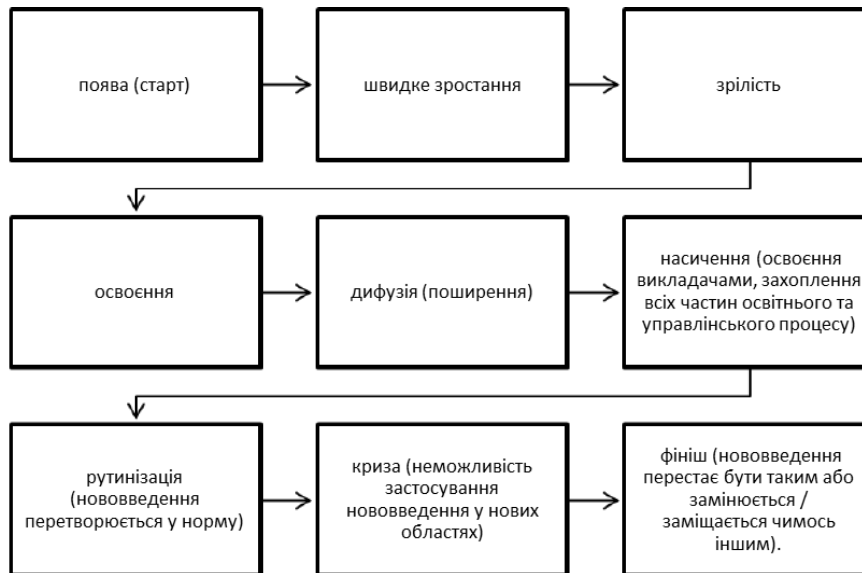 поява (старт)
швидке зростання
зрілість
освоєння
дифузія (поширення)
насичення (освоєння
викладачами, захоплення
всіх частин освітнього та
управлінського процесу)
рутинізація
(нововведення
перетворюється у норму)
криза (неможливість
застосування
нововведення у нових
областях)
фініш (нововведення
перестає бути таким або
замінюється /
заміщається чимось
іншим).